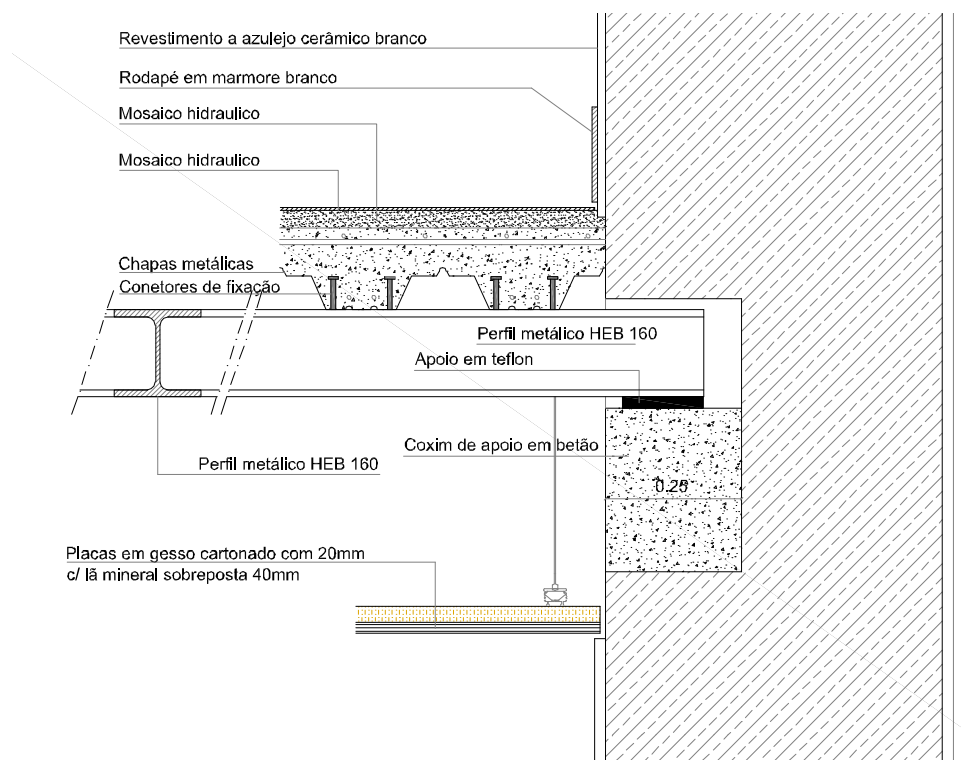 Revestimento a azulejo cerâmico branco
Rodapé em marmore branco
Mosaico hidraulico
Mosaico hidraulico
Chapas metálicas
Conetores de fixação
Perfil metálico HEB 160
Apoio em teflon
Coxim de apoio em betão
Perfil metálico HEB 160
0.25
Placas em gesso cartonado com 20mm
c/ lã mineral sobreposta 40mm